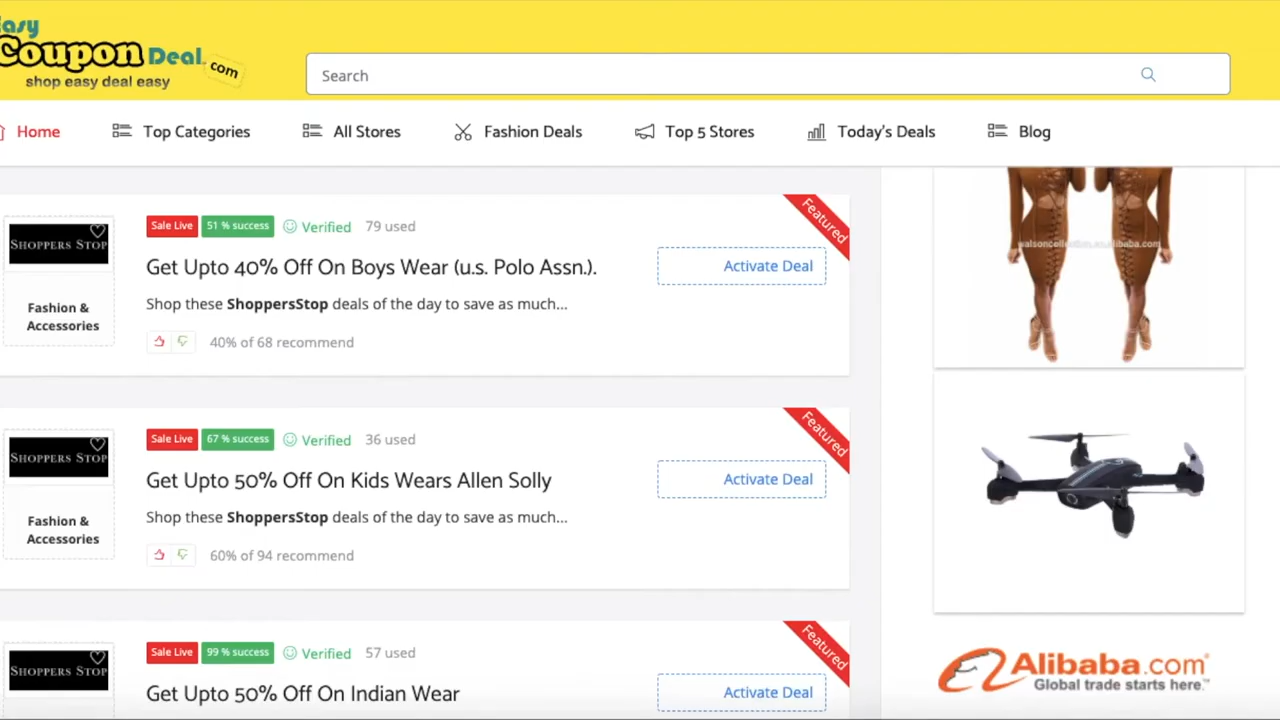 Easy
Coupon Deal.com
shop easy deal easy
Search
Home
Top Categories
All Stores
Fashion Deals
Top 5 Stores
Today's Deals
Blog
SHOPPERS STOP
Fashion &
Accessories
Sale Live 51 % success Verified 79 used
Get Upto 40% Off On Boys Wear (u.s. Polo Assn.).
Shop these ShoppersStop deals of the day to save as much...
40% of 68 recommend
Activate Deal
Featured
SHOPPERS STOP
Fashion &
Accessories
Sale Live 67 % success Verified 36 used
Get Upto 50% Off On Kids Wears Allen Solly
Shop these ShoppersStop deals of the day to save as much...
60% of 94 recommend
Activate Deal
Featured
SHOPPERS STOP
Sale Live 99 % success Verified 57 used
Get Upto 50% Off On Indian Wear
Activate Deal
Featured
Alibaba.com
Global trade starts here.™